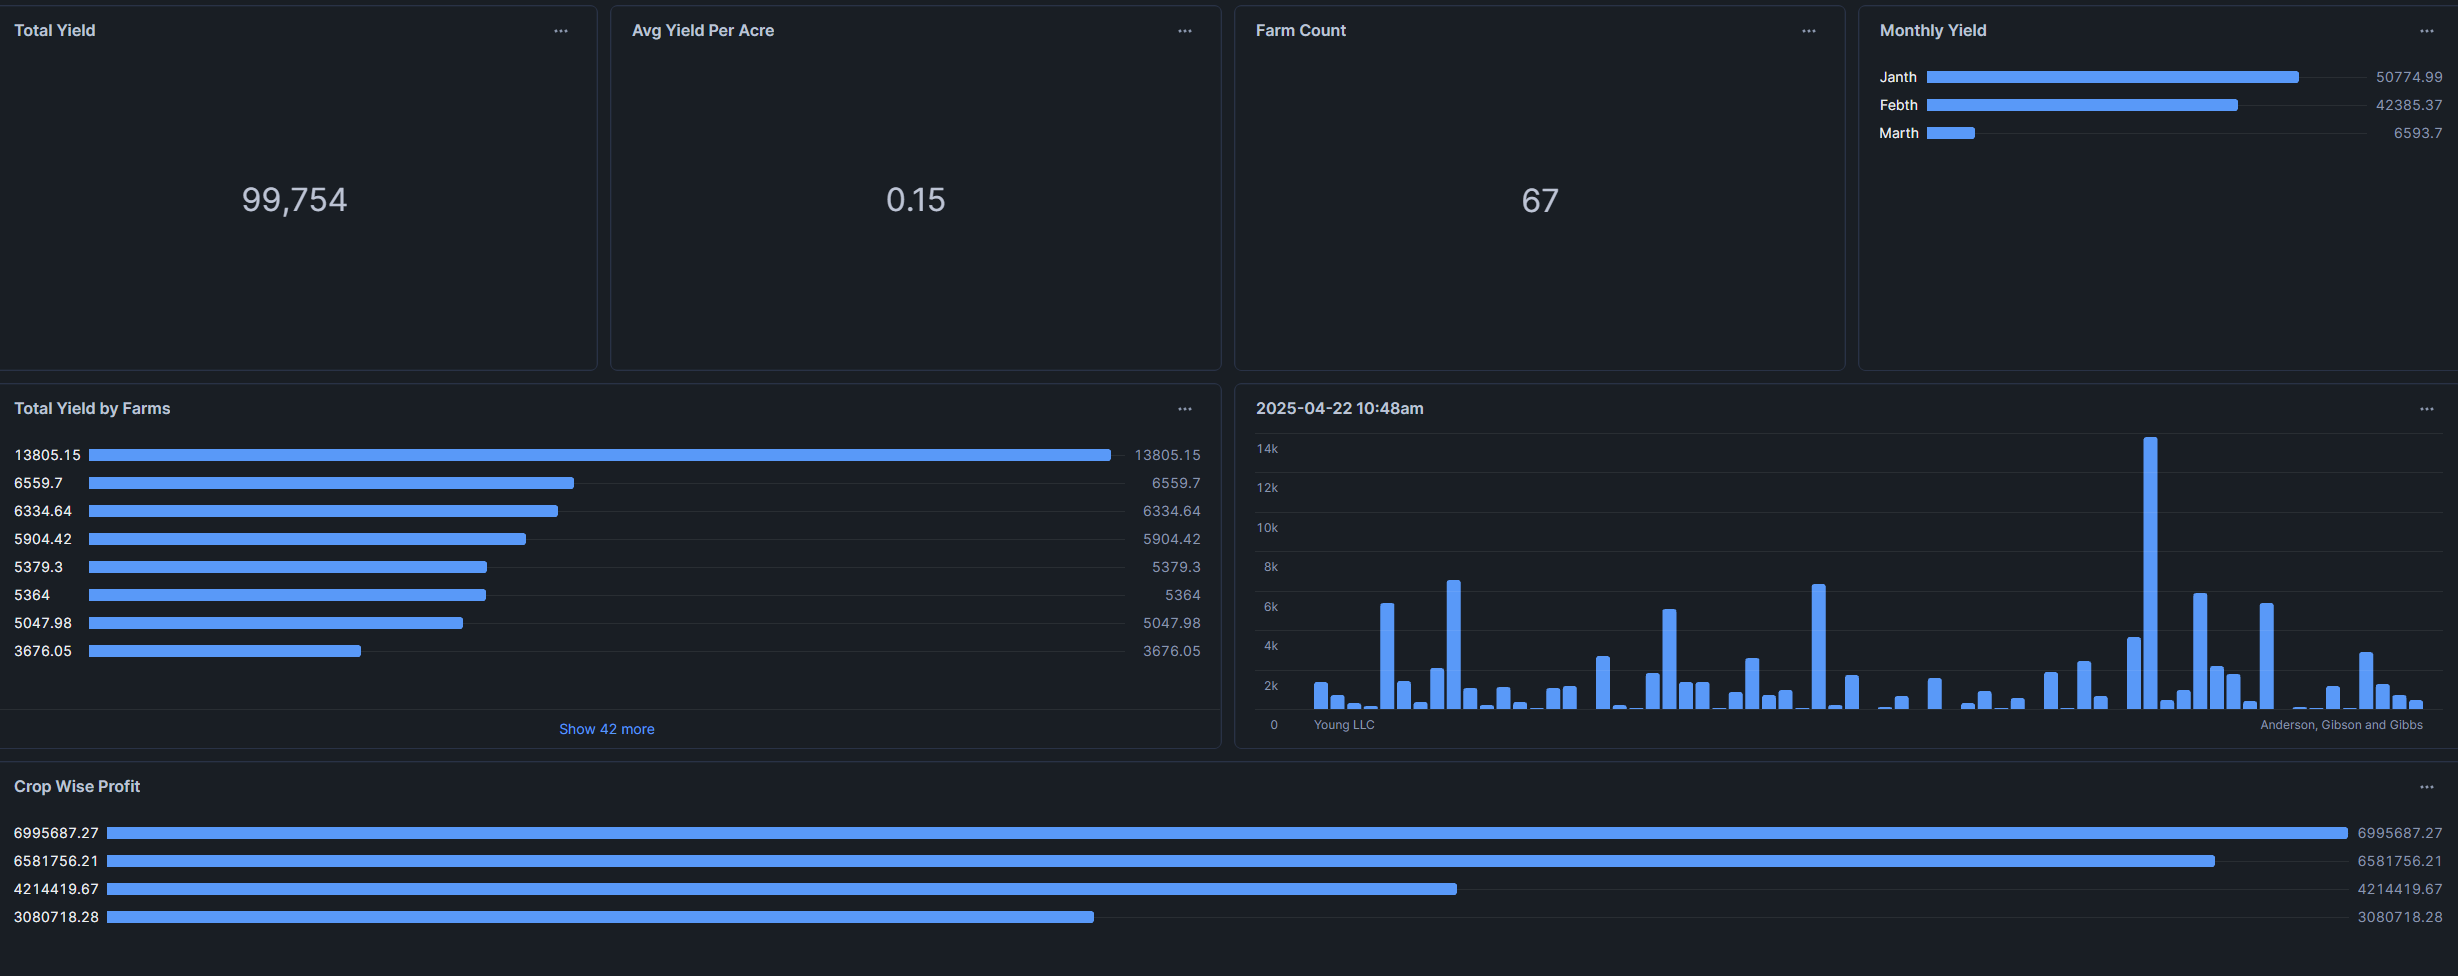 Total Yield
99,754
Avg Yield Per Acre
0.15
Farm Count
67
Monthly Yield
Janth 50774.99
Febth 42385.37
Marth 6593.7
Total Yield by Farms
13805.15 13805.15
6559.7 6559.7
6334.64 6334.64
5904.42 5904.42
5379.3 5379.3
5364 5364
5047.98 5047.98
3676.05 3676.05
Show 42 more
2025-04-22 10:48am
14k
12k
10k
8k
6k
4k
2k
0
Young LLC Anderson, Gibson and Gibbs
Crop Wise Profit
6995687.27 6995687.27
6581756.21 6581756.21
4214419.67 4214419.67
3080718.28 3080718.28